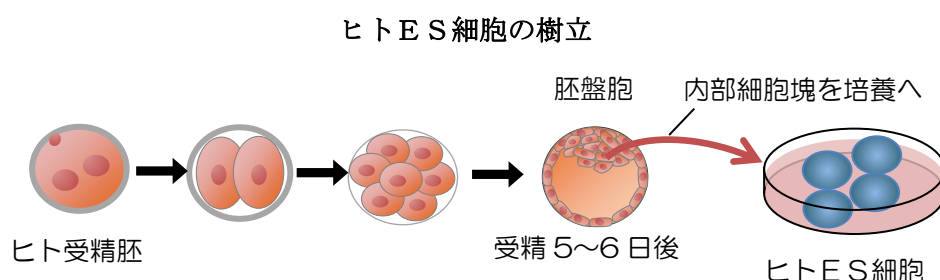 ヒトＥＳ細胞の樹立
胚盤胞
内部細胞塊を培養へ
ヒト受精胚
受精 5～6 日後
ヒトＥＳ細胞